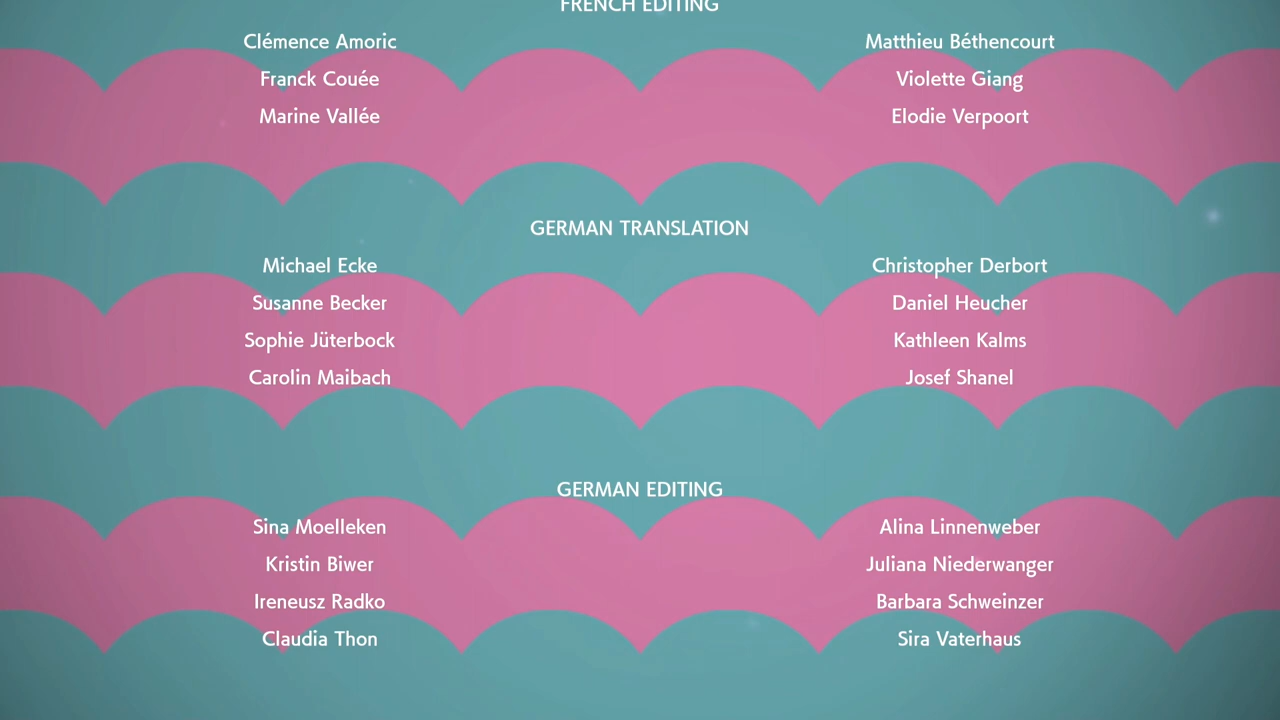 FRENCH EDITING
Clémence Amoric Matthieu Béthencourt
Franck Couée Violette Giang
Marine Vallée Elodie Verpoort
GERMAN TRANSLATION
Michael Ecke Christopher Derbort
Susanne Becker Daniel Heucher
Sophie Jüterbock Kathleen Kalms
Carolin Maibach Josef Shanel
GERMAN EDITING
Sina Moelleken Alina Linnenweber
Kristin Biwer Juliana Niederwanger
Ireneusz Radko Barbara Schweinzer
Claudia Thon Sira Vaterhaus